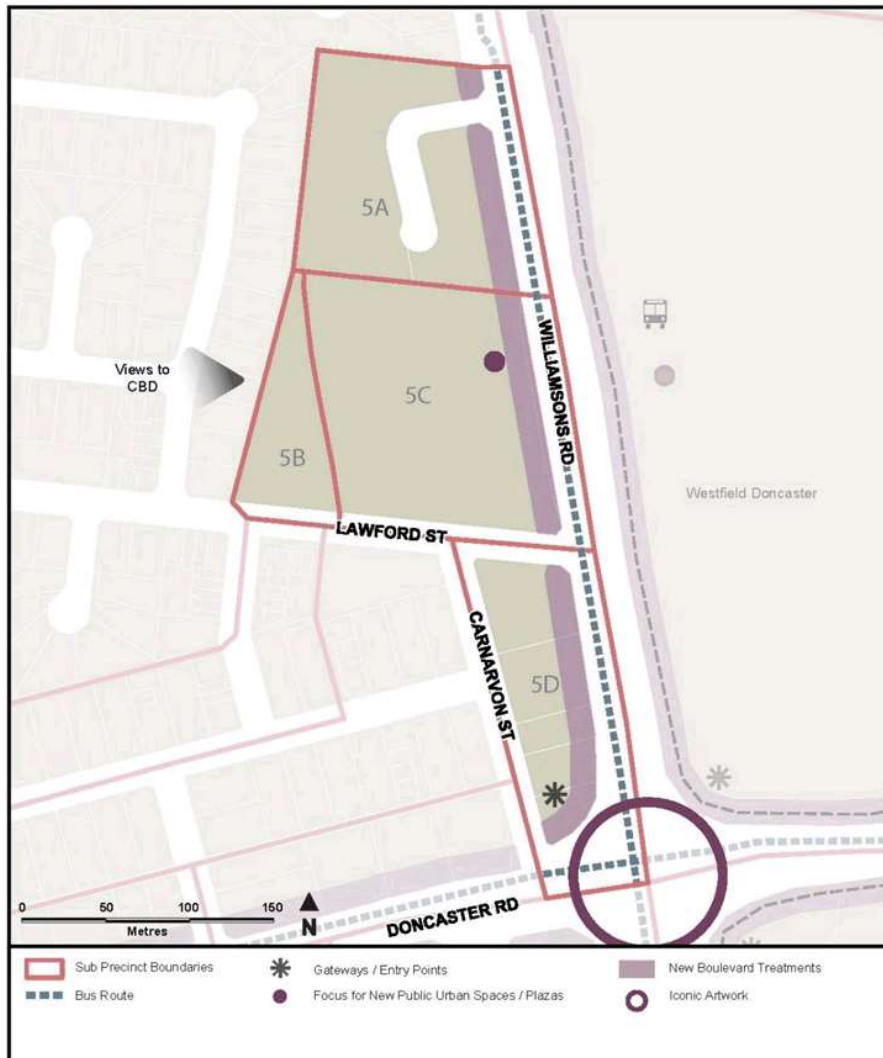 5A
WILLIAMSONS RD
Views to
CBD
5C
5B
Westfield Doncaster
LAWFORD ST
CARNARVON ST
5D
0 50 100 150
Metres
N
DONCASTER RD
Sub Precinct Boundaries
Gateways / Entry Points
New Boulevard Treatments
Bus Route
Focus for New Public Urban Spaces / Plazas
Iconic Artwork